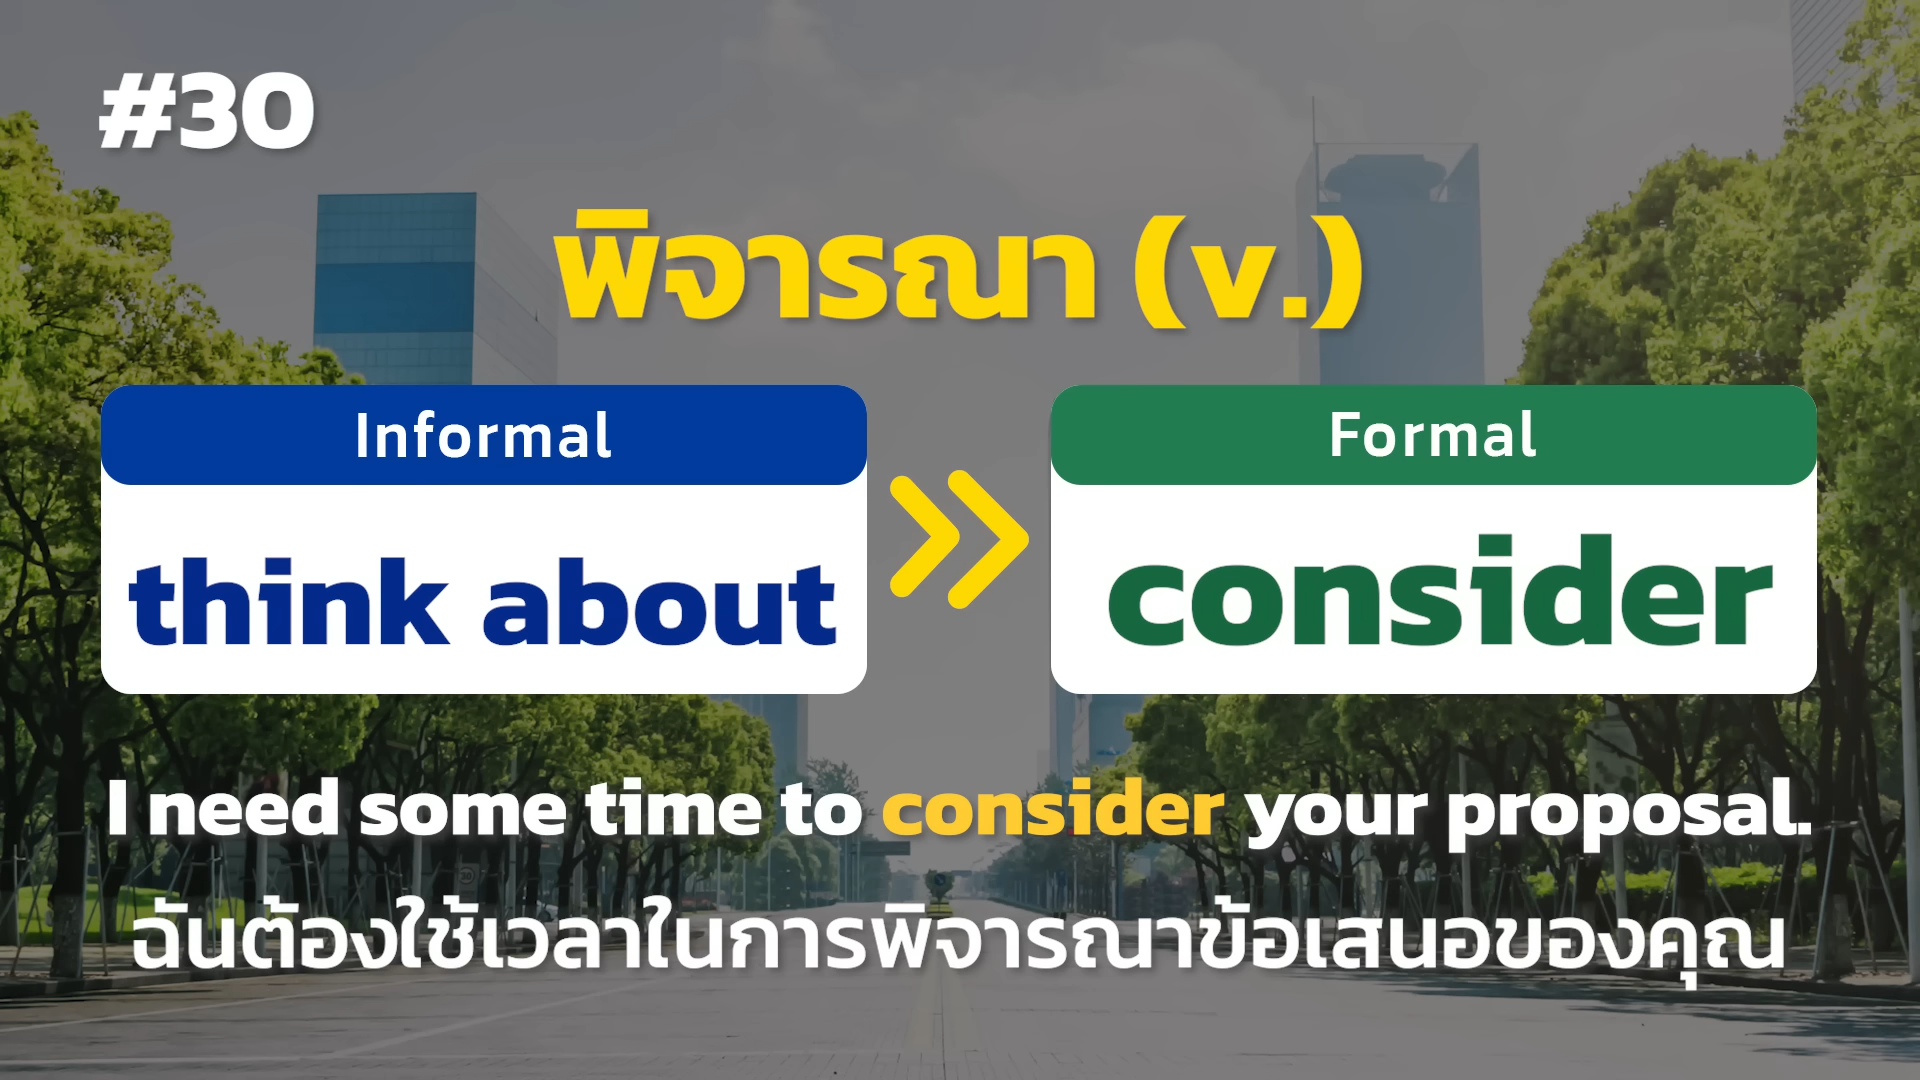 #30
พิจารณา (v.)
Informal
think about
Formal
consider
I need some time to consider your proposal.
ฉันต้องใช้เวลาในการพิจารณาข้อเสนอของคุณ